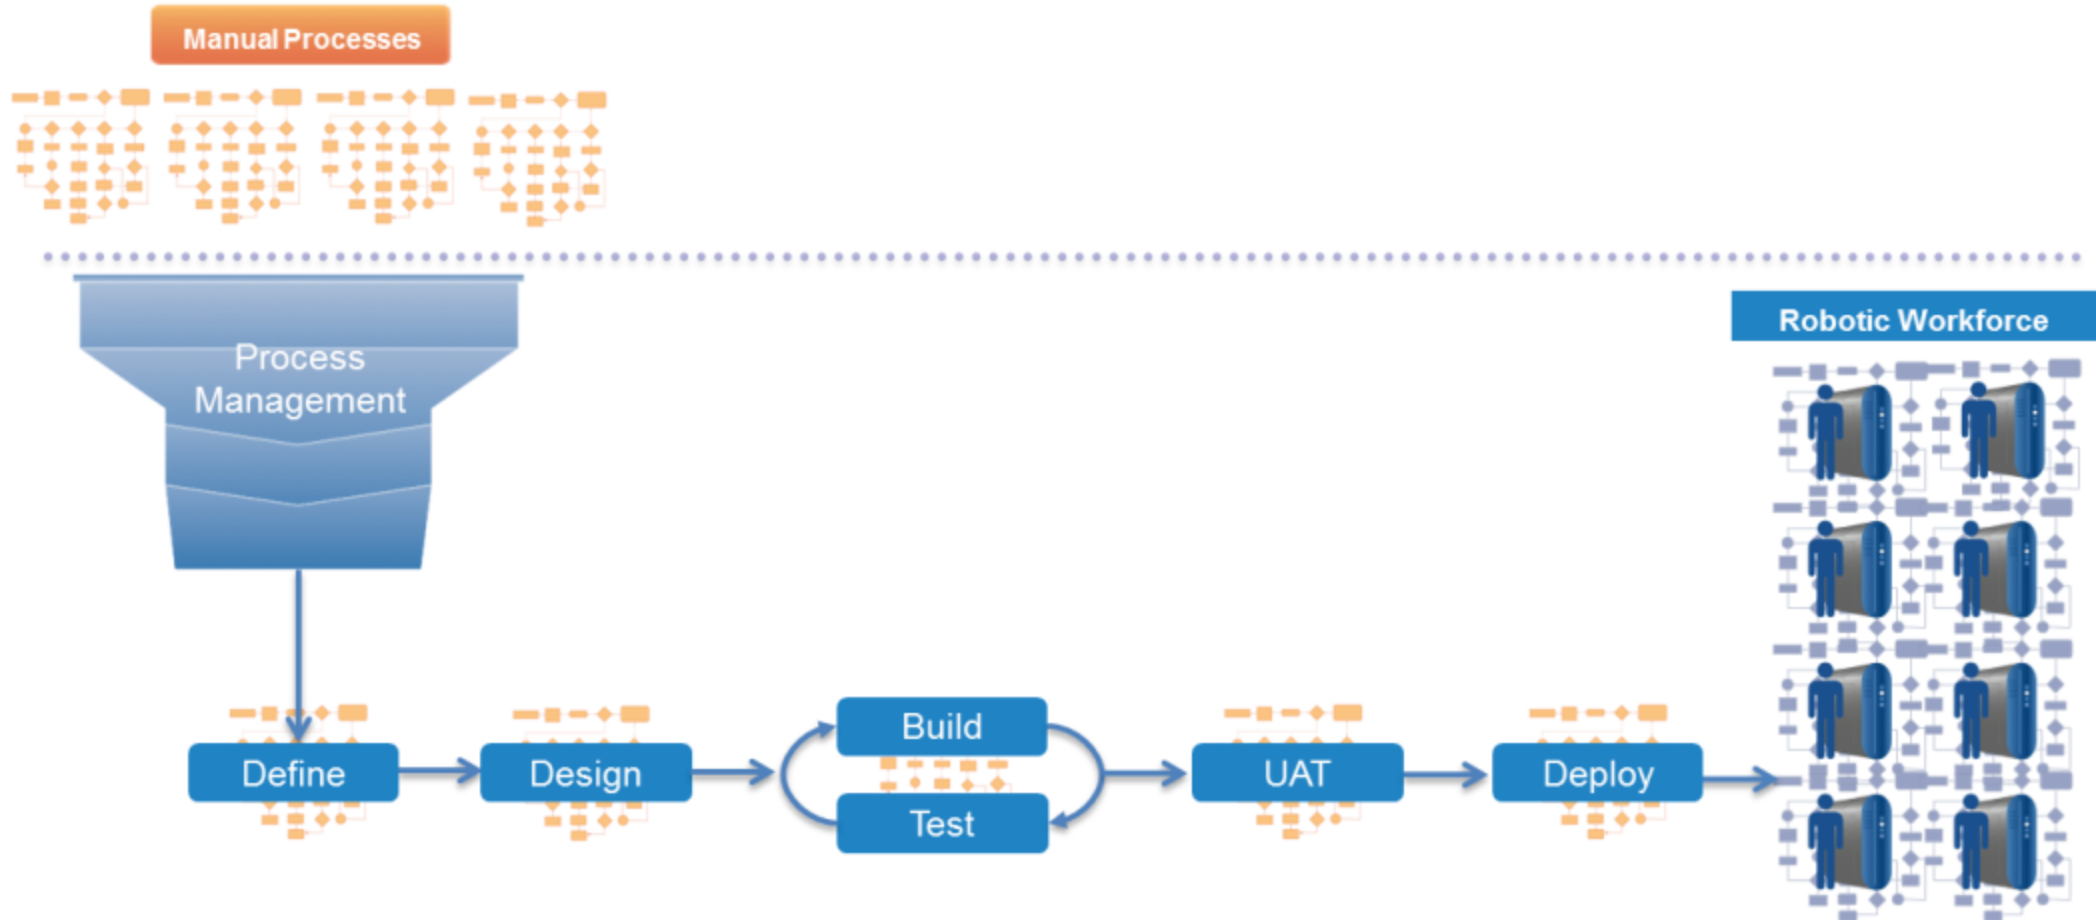 Manual Processes
Process
Management
Robotic Workforce
Define
Design
Build
Test
UAT
Deploy